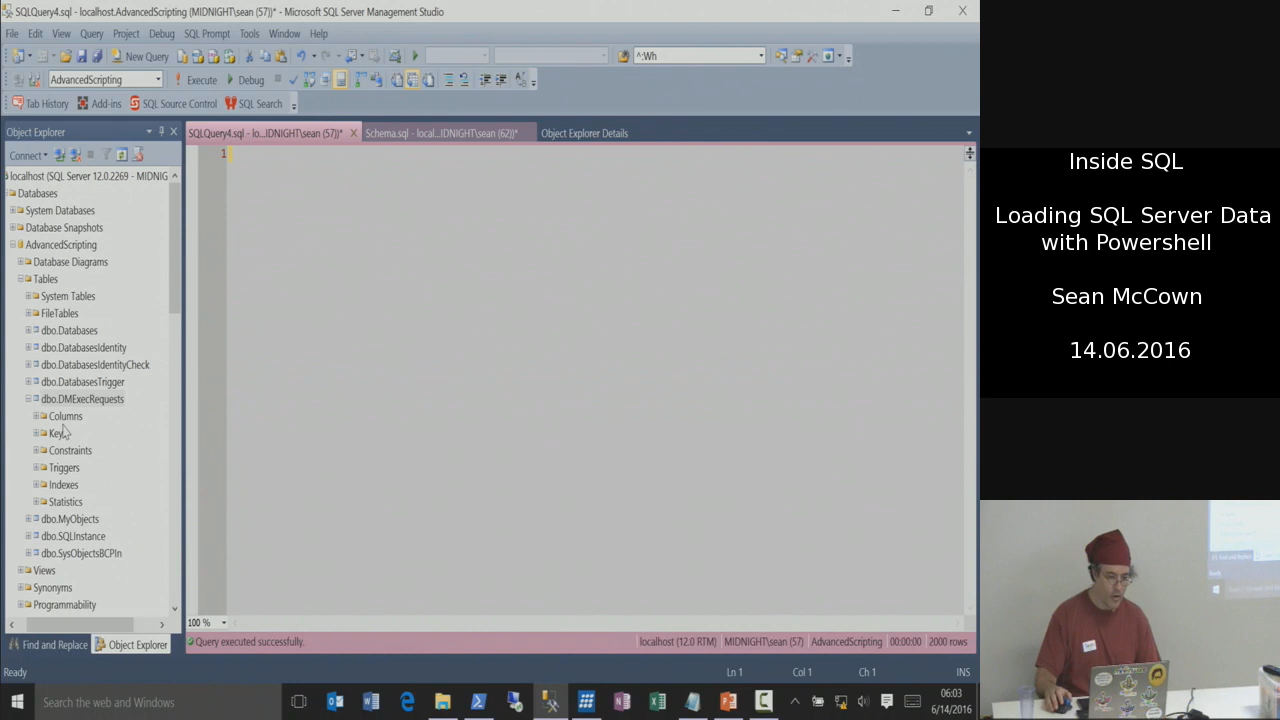 SQLQuery4.sql - localhost.AdvancedScripting (MIDNIGHT\sean (57))* - Microsoft SQL Server Management Studio
File Edit View Query Project Debug SQL Prompt Tools Window Help
New Query ^:Wh
AdvancedScripting Execute Debug
Tab History Add-ins SQL Source Control SQL Search
Object Explorer
SQLQuery4.sql - lo...IDNIGHT\sean (57))* Schema.sql - local...IDNIGHT\sean (62))* Object Explorer Details
Connect
1
localhost (SQL Server 12.0.2269 - MIDNIG
Databases
System Databases
Database Snapshots
AdvancedScripting
Database Diagrams
Tables
System Tables
FileTables
dbo.Databases
dbo.DatabasesIdentity
dbo.DatabasesIdentityCheck
dbo.DatabasesTrigger
dbo.DMExecRequests
Columns
Keys
Constraints
Triggers
Indexes
Statistics
dbo.MyObjects
dbo.SQLInstance
dbo.SysObjectsBCPIn
Views
Synonyms
Programmability
100 %
Find and Replace Object Explorer
Query executed successfully. localhost (12.0 RTM) MIDNIGHT\sean (57) AdvancedScripting 00:00:00 2000 rows
Ready Ln 1 Col 1 Ch 1 INS
Search the web and Windows
06:03
6/14/2016
Inside SQL
Loading SQL Server Data
with Powershell
Sean McCown
14.06.2016